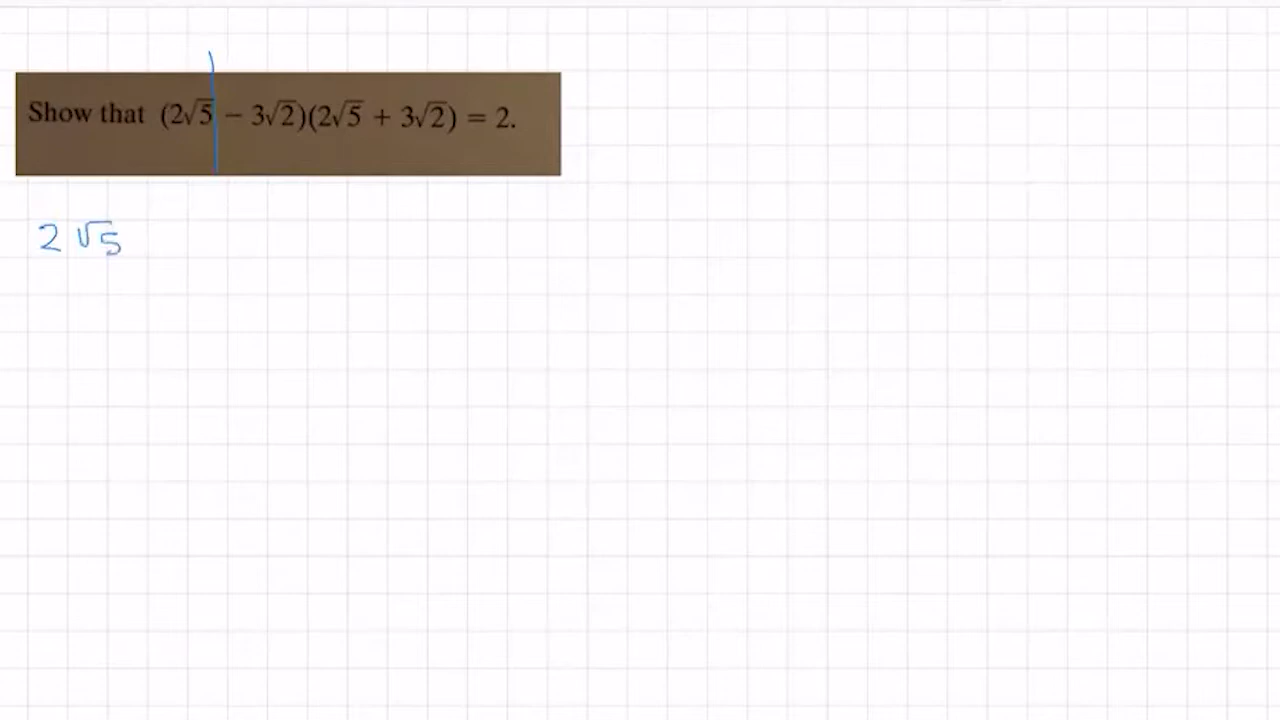 Show that (2√5 − 3√2)(2√5 + 3√2) = 2.
2 √5